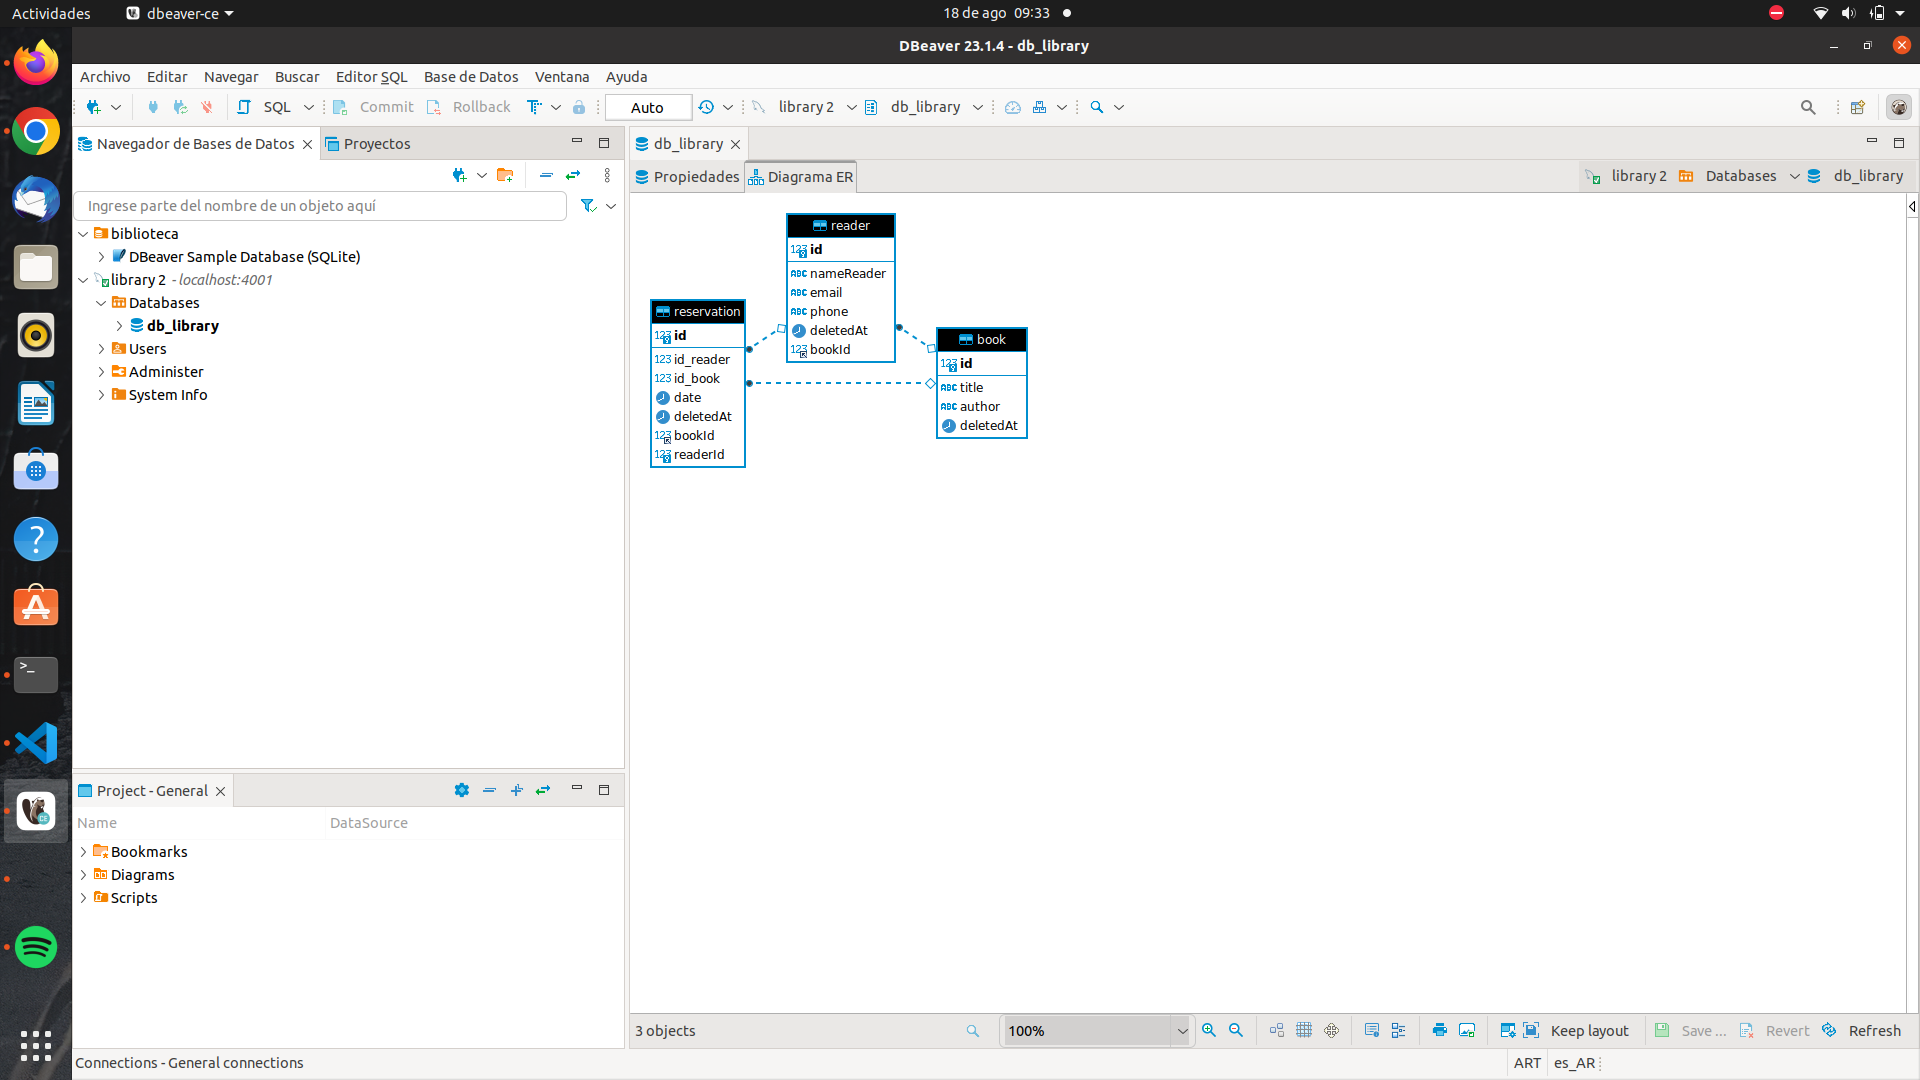 Actividades
dbeaver-ce
18 de ago 09:33
DBeaver 23.1.4 - db_library
Archivo Editar Navegar Buscar Editor SQL Base de Datos Ventana Ayuda
SQL Commit Rollback Auto library 2 db_library
Navegador de Bases de Datos Proyectos
Ingrese parte del nombre de un objeto aquí
biblioteca
DBeaver Sample Database (SQLite)
library 2 - localhost:4001
Databases
db_library
Users
Administer
System Info
Project - General
Name DataSource
Bookmarks
Diagrams
Scripts
db_library
Propiedades Diagrama ER
library 2 Databases db_library
reader
id
nameReader
email
phone
deletedAt
bookId
reservation
id
id_reader
id_book
date
deletedAt
bookId
readerId
book
id
title
author
deletedAt
3 objects
100%
Keep layout Save ... Revert Refresh
Connections - General connections
ART es_AR